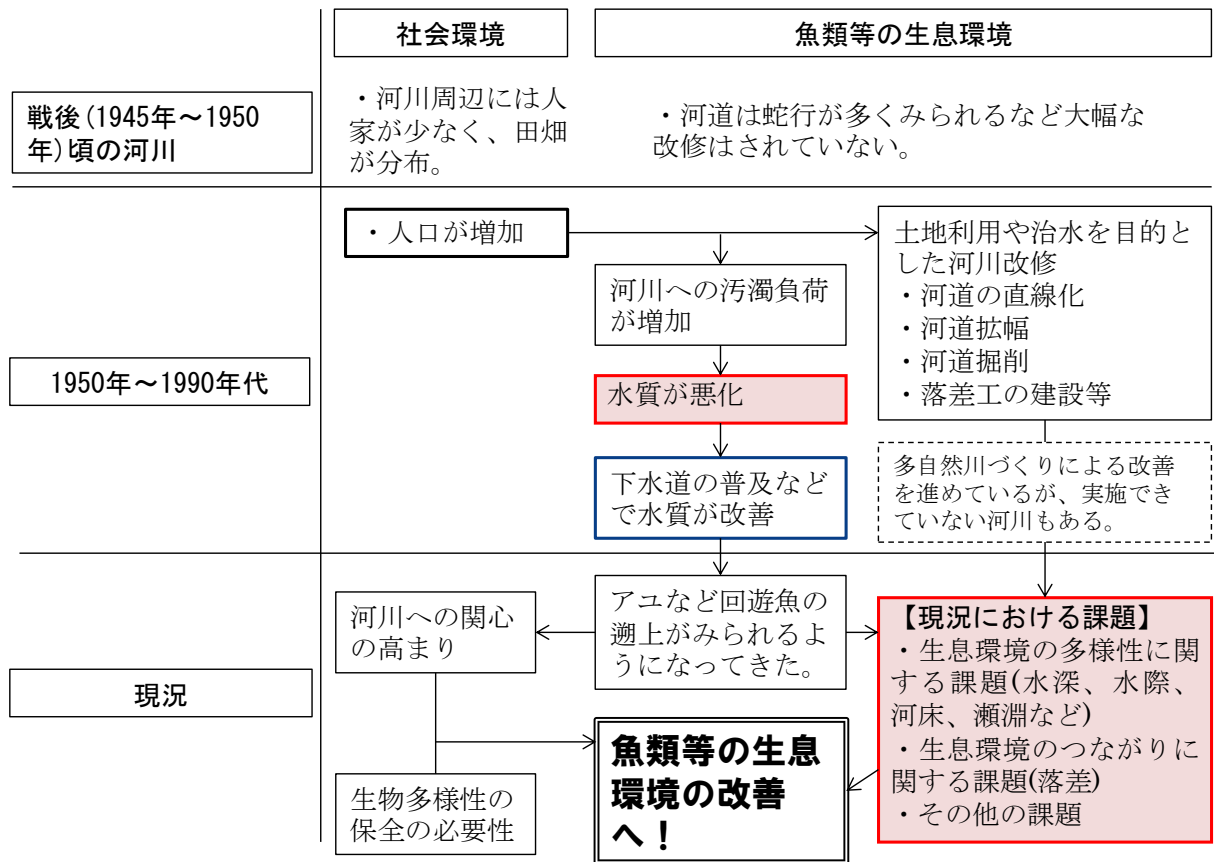 社会環境
魚類等の生息環境
戦後(1945年～1950
年)頃の河川
・河川周辺には人
家が少なく、田畑
が分布。
・河道は蛇行が多くみられるなど大幅な
改修はされていない。
1950年～1990年代
・人口が増加
河川への汚濁負荷
が増加
水質が悪化
下水道の普及など
で水質が改善
土地利用や治水を目的と
した河川改修
・河道の直線化
・河道拡幅
・河道掘削
・落差工の建設等
多自然川づくりによる改善
を進めているが、実施でき
ていない河川もある。
現況
河川への関心
の高まり
アユなど回遊魚の
遡上がみられるよ
うになってきた。
【現況における課題】
・生息環境の多様性に関
する課題(水深、水際、
河床、瀬淵など)
・生息環境のつながりに
関する課題(落差)
・その他の課題
生物多様性の
保全の必要性
魚類等の生息
環境の改善
へ！